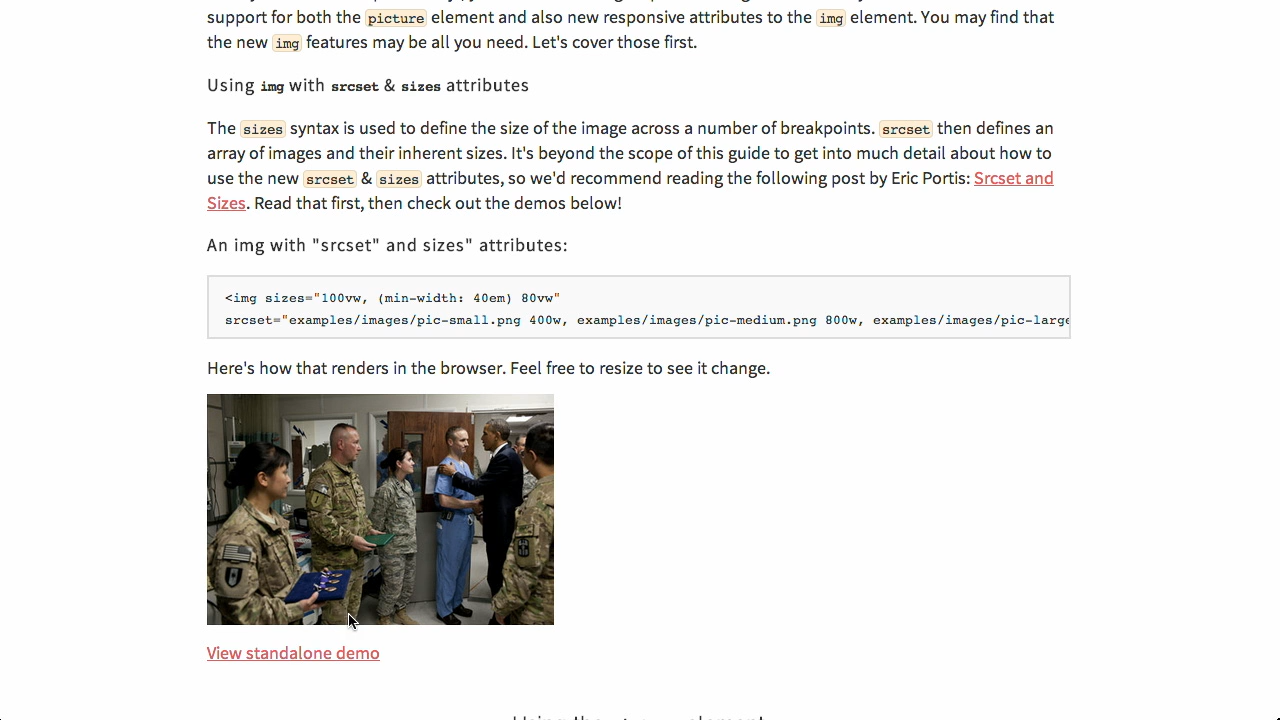 support for both the picture element and also new responsive attributes to the img element. You may find that
the new img features may be all you need. Let's cover those first.
Using img with srcset & sizes attributes
The sizes syntax is used to define the size of the image across a number of breakpoints. srcset then defines an
array of images and their inherent sizes. It's beyond the scope of this guide to get into much detail about how to
use the new srcset & sizes attributes, so we'd recommend reading the following post by Eric Portis: Srcset and
Sizes. Read that first, then check out the demos below!
An img with "srcset" and sizes" attributes:
<img sizes="100vw, (min-width: 40em) 80vw"
srcset="examples/images/pic-small.png 400w, examples/images/pic-medium.png 800w, examples/images/pic-large
Here's how that renders in the browser. Feel free to resize to see it change.
View standalone demo